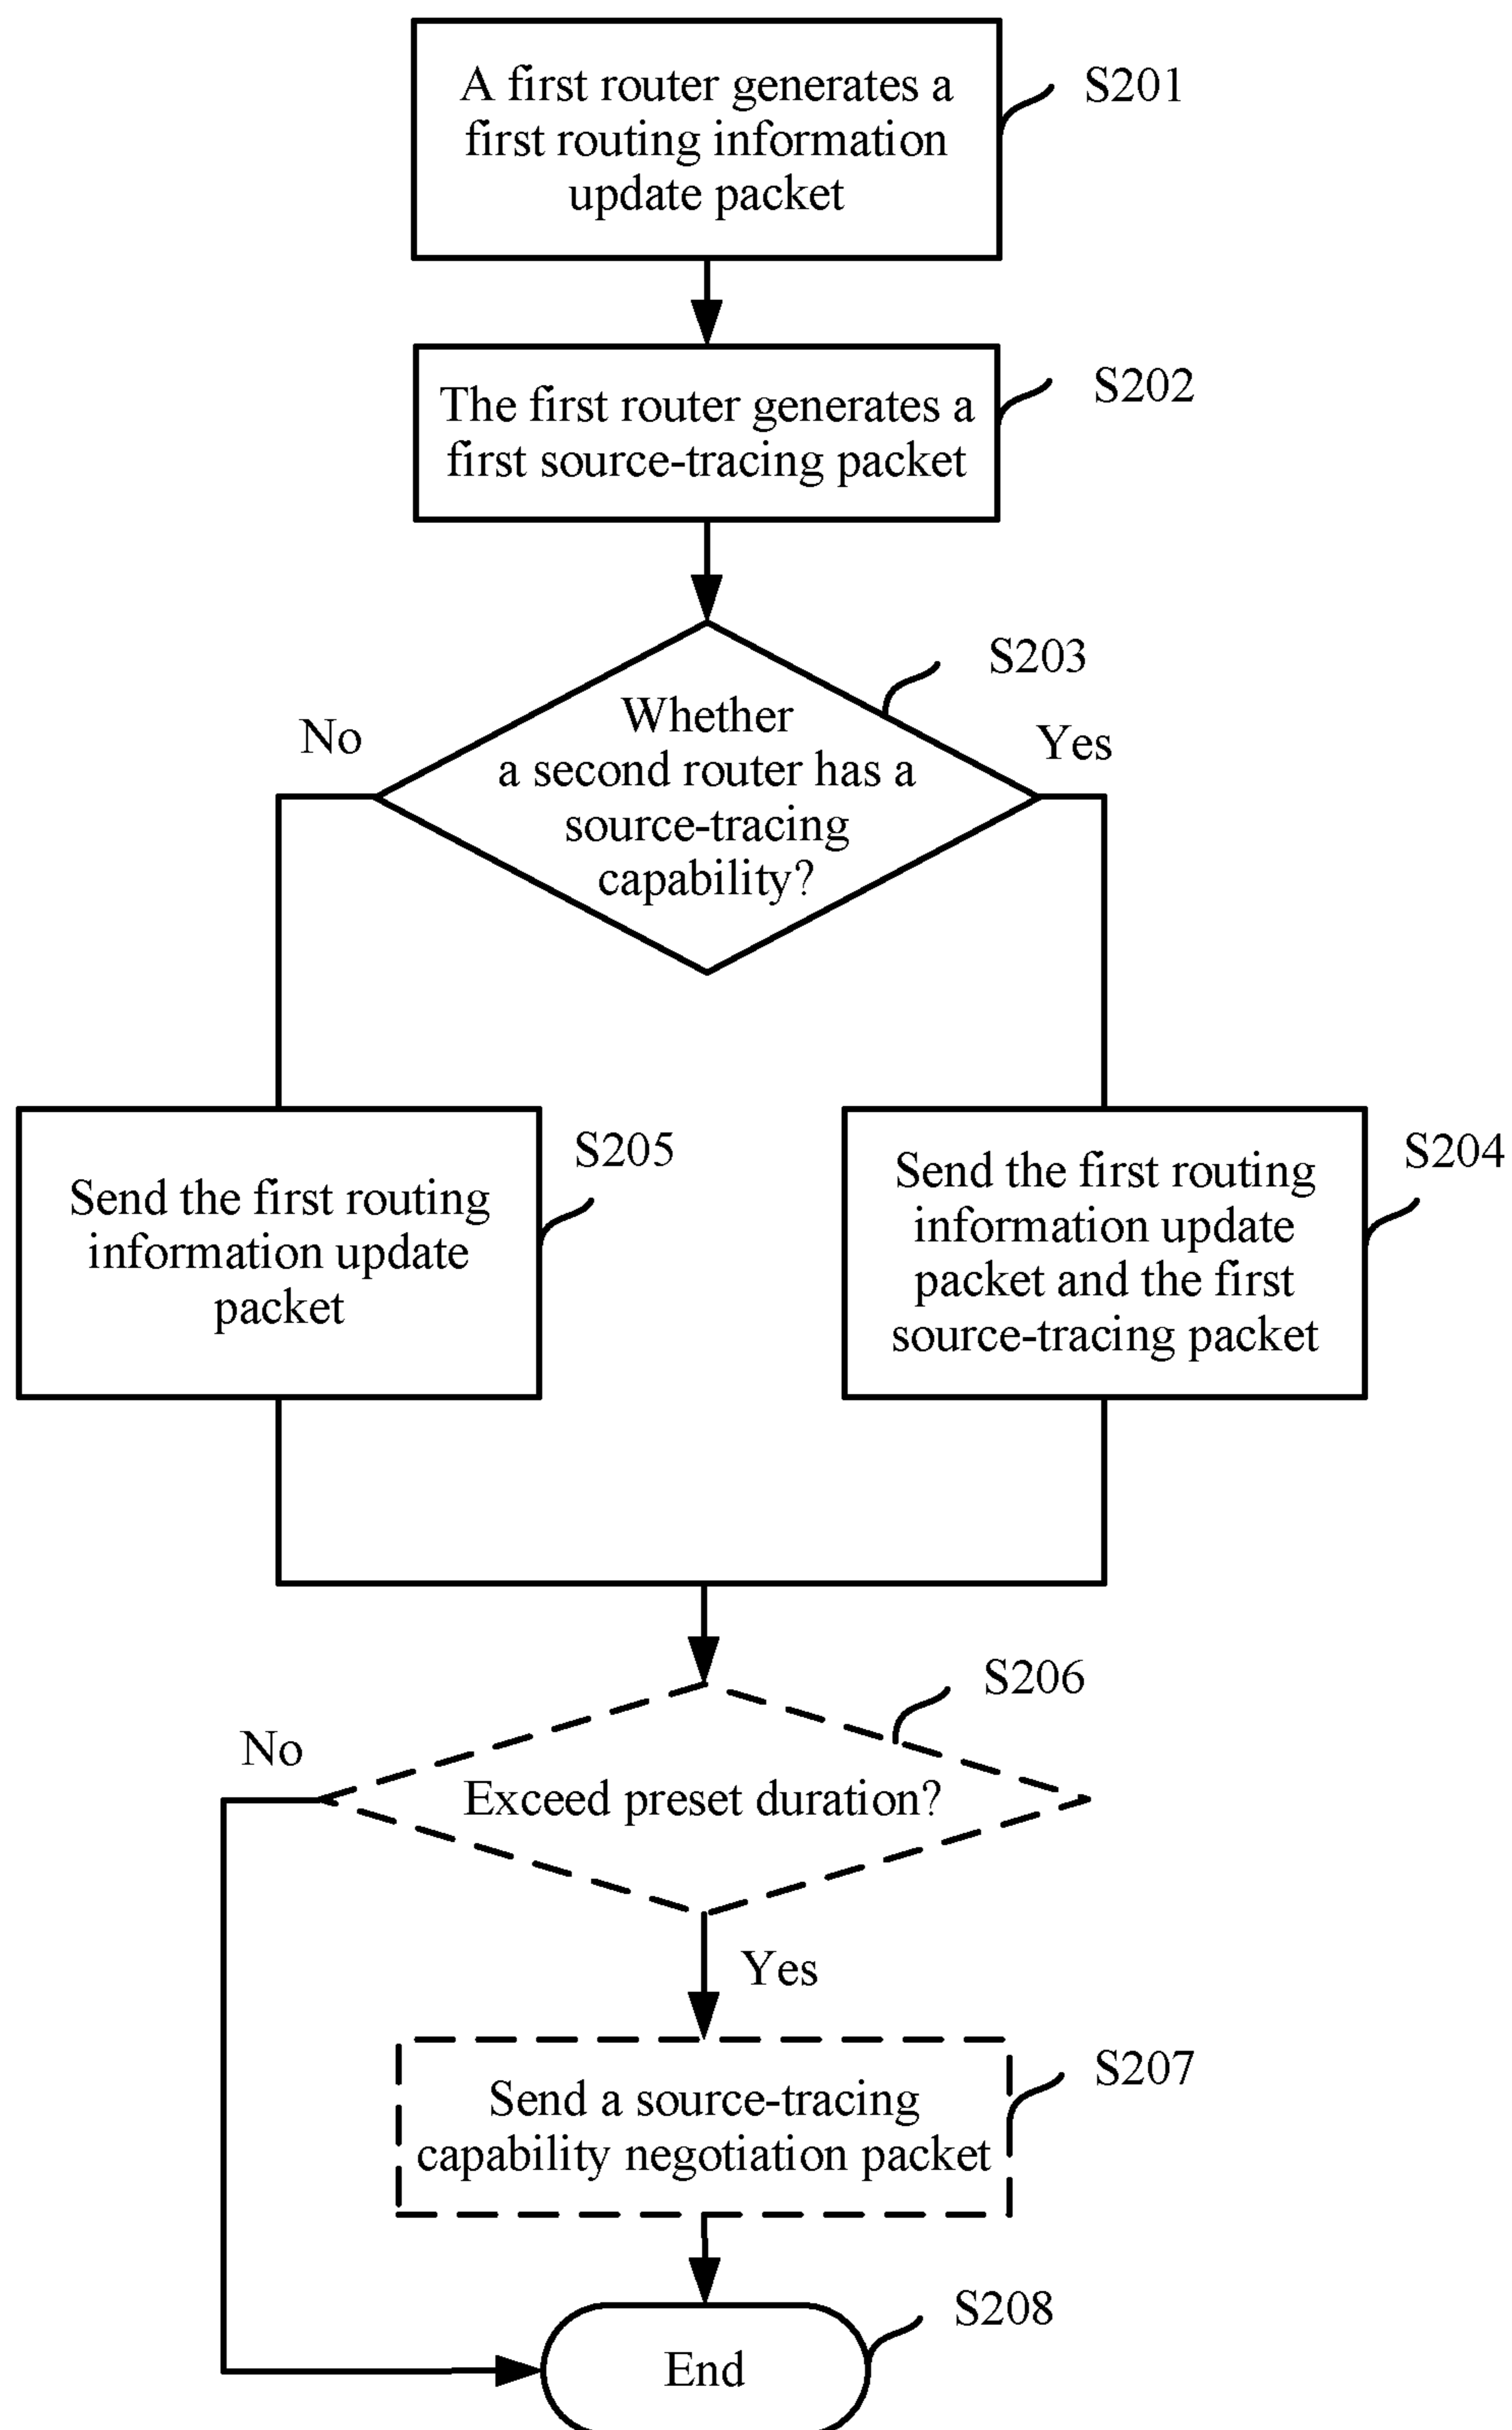 A first router generates a
first routing information
update packet
S201
The first router generates a
first source-tracing packet
S202
S203
Whether
a second router has a
source-tracing
capability?
No
Yes
S205
Send the first routing
information update
packet
S204
Send the first routing
information update
packet and the first
source-tracing packet
S206
No
Exceed preset duration?
Yes
S207
Send a source-tracing
capability negotiation packet
S208
End